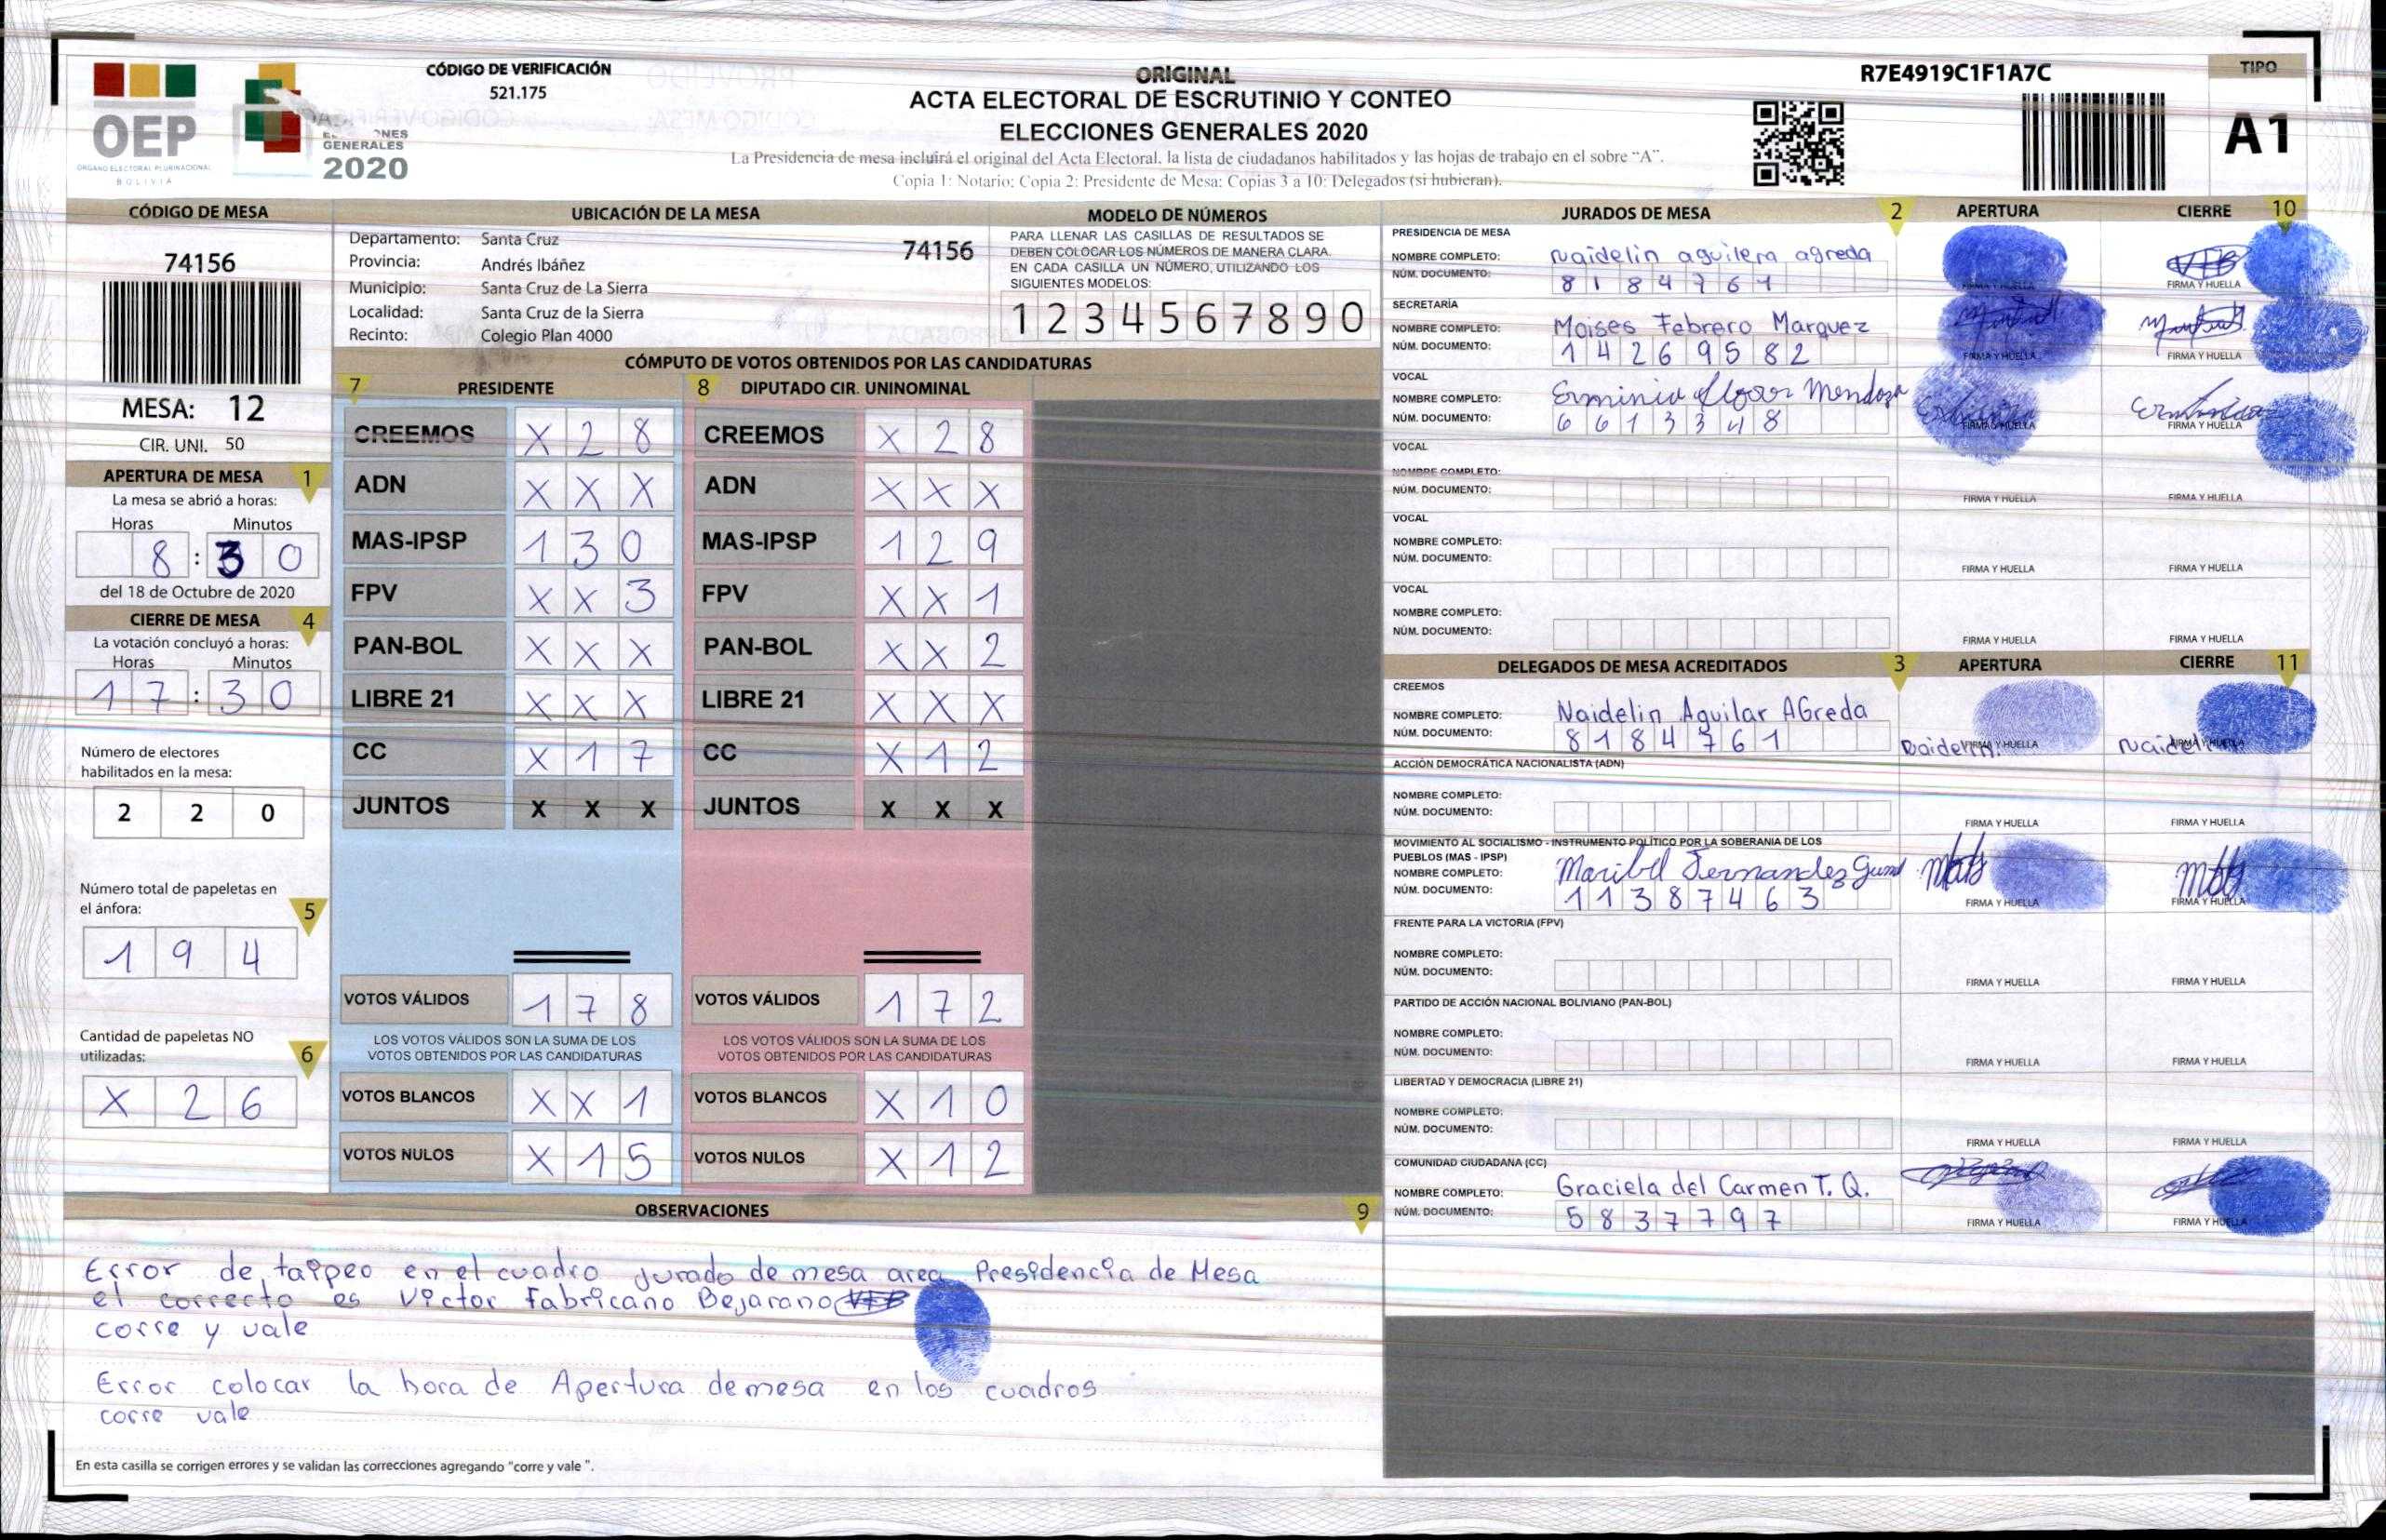 OEP
ÓRGANO ELECTORAL PLURINACIONAL
BOLIVIA
GENERALES
2020
CÓDIGO DE VERIFICACIÓN
521.175
ORIGINAL
ACTA ELECTORAL DE ESCRUTINIO Y CONTEO
ELECCIONES GENERALES 2020
La Presidencia de mesa incluirá el original del Acta Electoral, la lista de ciudadanos habilitados y las hojas de trabajo en el sobre "A".
Copia 1: Notario; Copia 2: Presidente de Mesa; Copias 3 a 10: Delegados (si hubieran).
R7E4919C1F1A7C
TIPO
A1
CÓDIGO DE MESA
74156
MESA: 12
CIR. UNI. 50
APERTURA DE MESA 1
La mesa se abrió a horas:
Horas Minutos
8 : 3 0
del 18 de Octubre de 2020
CIERRE DE MESA 4
La votación concluyó a horas:
Horas Minutos
1 7 : 3 0
Número de electores
habilitados en la mesa:
2 2 0
Número total de papeletas en
el ánfora: 5
1 9 4
Cantidad de papeletas NO
utilizadas: 6
X 2 6
UBICACIÓN DE LA MESA
Departamento: Santa Cruz
Provincia: Andrés Ibáñez
Municipio: Santa Cruz de La Sierra
Localidad: Santa Cruz de la Sierra
Recinto: Colegio Plan 4000
74156
MODELO DE NÚMEROS
PARA LLENAR LAS CASILLAS DE RESULTADOS SE
DEBEN COLOCAR LOS NÚMEROS DE MANERA CLARA.
EN CADA CASILLA UN NÚMERO, UTILIZANDO LOS
SIGUIENTES MODELOS:
1 2 3 4 5 6 7 8 9 0
CÓMPUTO DE VOTOS OBTENIDOS POR LAS CANDIDATURAS
7 PRESIDENTE 8 DIPUTADO CIR. UNINOMINAL
CREEMOS X 2 8 CREEMOS X 2 8
ADN X X X ADN X X X
MAS-IPSP 1 3 0 MAS-IPSP 1 2 9
FPV X X 3 FPV X X 1
PAN-BOL X X X PAN-BOL X X 2
LIBRE 21 X X X LIBRE 21 X X X
CC X 1 7 CC X 1 2
JUNTOS X X X JUNTOS X X X
VOTOS VÁLIDOS 1 7 8 VOTOS VÁLIDOS 1 7 2
LOS VOTOS VÁLIDOS SON LA SUMA DE LOS LOS VOTOS VÁLIDOS SON LA SUMA DE LOS
VOTOS OBTENIDOS POR LAS CANDIDATURAS VOTOS OBTENIDOS POR LAS CANDIDATURAS
VOTOS BLANCOS X X 1 VOTOS BLANCOS X 1 0
VOTOS NULOS X 1 5 VOTOS NULOS X 1 2
JURADOS DE MESA 2 APERTURA CIERRE 10
PRESIDENCIA DE MESA
NOMBRE COMPLETO: Naidelin aguilera agreda
NÚM. DOCUMENTO: 8 1 8 4 7 6 1
FIRMA Y HUELLA FIRMA Y HUELLA
SECRETARÍA
NOMBRE COMPLETO: Moises Febrero Marquez
NÚM. DOCUMENTO: 1 4 2 6 9 5 8 2
FIRMA Y HUELLA FIRMA Y HUELLA
VOCAL
NOMBRE COMPLETO: Erminia Mendoza
NÚM. DOCUMENTO: 6 6 1 3 3 4 8
FIRMA Y HUELLA FIRMA Y HUELLA
VOCAL
NOMBRE COMPLETO:
NÚM. DOCUMENTO:
FIRMA Y HUELLA FIRMA Y HUELLA
VOCAL
NOMBRE COMPLETO:
NÚM. DOCUMENTO:
FIRMA Y HUELLA FIRMA Y HUELLA
VOCAL
NOMBRE COMPLETO:
NÚM. DOCUMENTO:
FIRMA Y HUELLA FIRMA Y HUELLA
DELEGADOS DE MESA ACREDITADOS 3 APERTURA CIERRE 11
CREEMOS
NOMBRE COMPLETO: Naidelin Aguilar AGreda
NÚM. DOCUMENTO: 8 1 8 4 7 6 1
FIRMA Y HUELLA FIRMA Y HUELLA
ACCIÓN DEMOCRÁTICA NACIONALISTA (ADN)
NOMBRE COMPLETO:
NÚM. DOCUMENTO:
FIRMA Y HUELLA FIRMA Y HUELLA
MOVIMIENTO AL SOCIALISMO - INSTRUMENTO POLÍTICO POR LA SOBERANIA DE LOS
PUEBLOS (MAS - IPSP)
NOMBRE COMPLETO: Maribel Fernandez
NÚM. DOCUMENTO: 1 1 3 8 7 4 6 3
FIRMA Y HUELLA FIRMA Y HUELLA
FRENTE PARA LA VICTORIA (FPV)
NOMBRE COMPLETO:
NÚM. DOCUMENTO:
FIRMA Y HUELLA FIRMA Y HUELLA
PARTIDO DE ACCIÓN NACIONAL BOLIVIANO (PAN-BOL)
NOMBRE COMPLETO:
NÚM. DOCUMENTO:
FIRMA Y HUELLA FIRMA Y HUELLA
LIBERTAD Y DEMOCRACIA (LIBRE 21)
NOMBRE COMPLETO:
NÚM. DOCUMENTO:
FIRMA Y HUELLA FIRMA Y HUELLA
COMUNIDAD CIUDADANA (CC)
NOMBRE COMPLETO: Graciela del Carmen T. Q.
NÚM. DOCUMENTO: 5 8 3 7 7 9 7
FIRMA Y HUELLA FIRMA Y HUELLA
OBSERVACIONES 9
Error de taipeo en el cuadro jurado de mesa area Presidencia de Mesa
el correcto es Victor Fabricano Bejarano VFB
corre y vale
Error colocar la hora de Apertura de mesa en los cuadros
corre vale
En esta casilla se corrigen errores y se validan las correcciones agregando "corre y vale ".